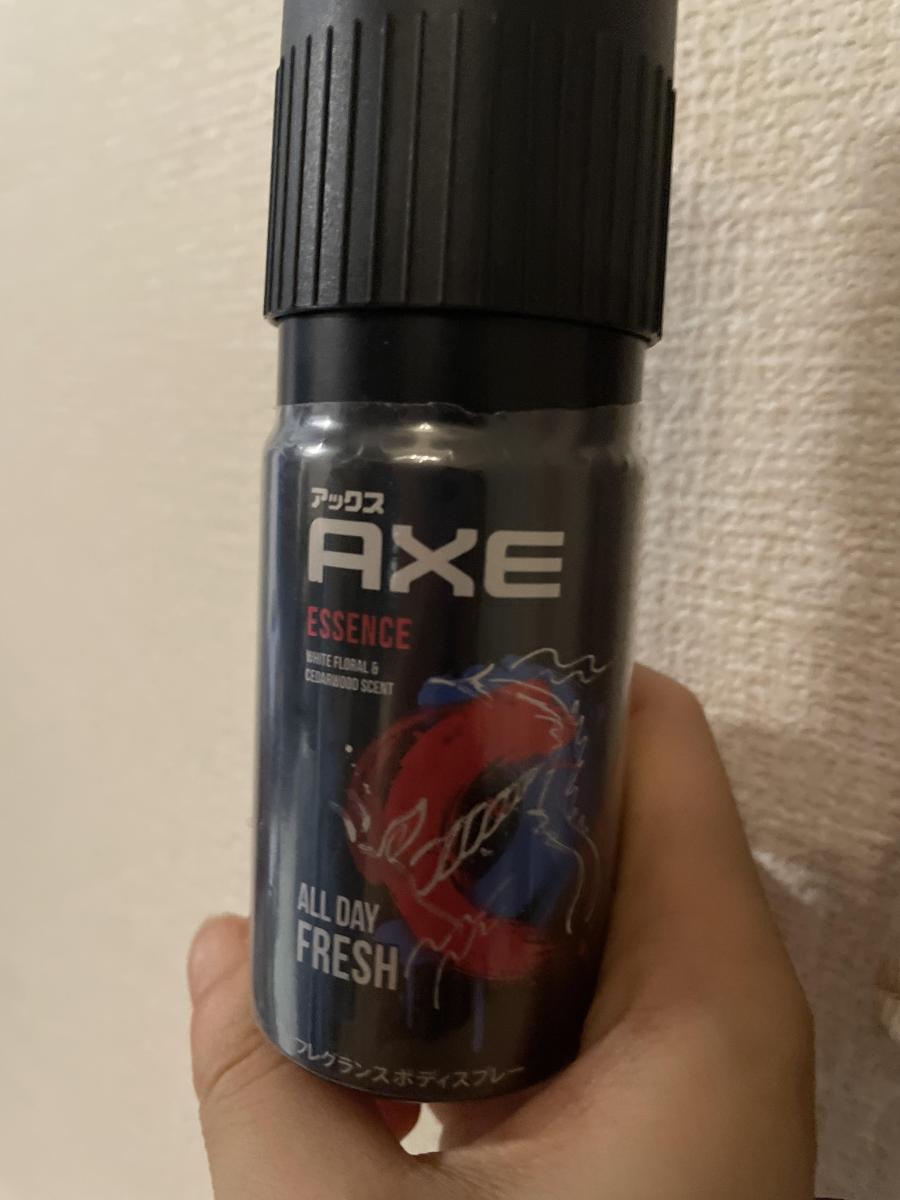 アックス
AXE
ESSENCE
WHITE FLORAL &
CEDARWOOD SCENT
ALL DAY
FRESH
フレグランスボディスプレー